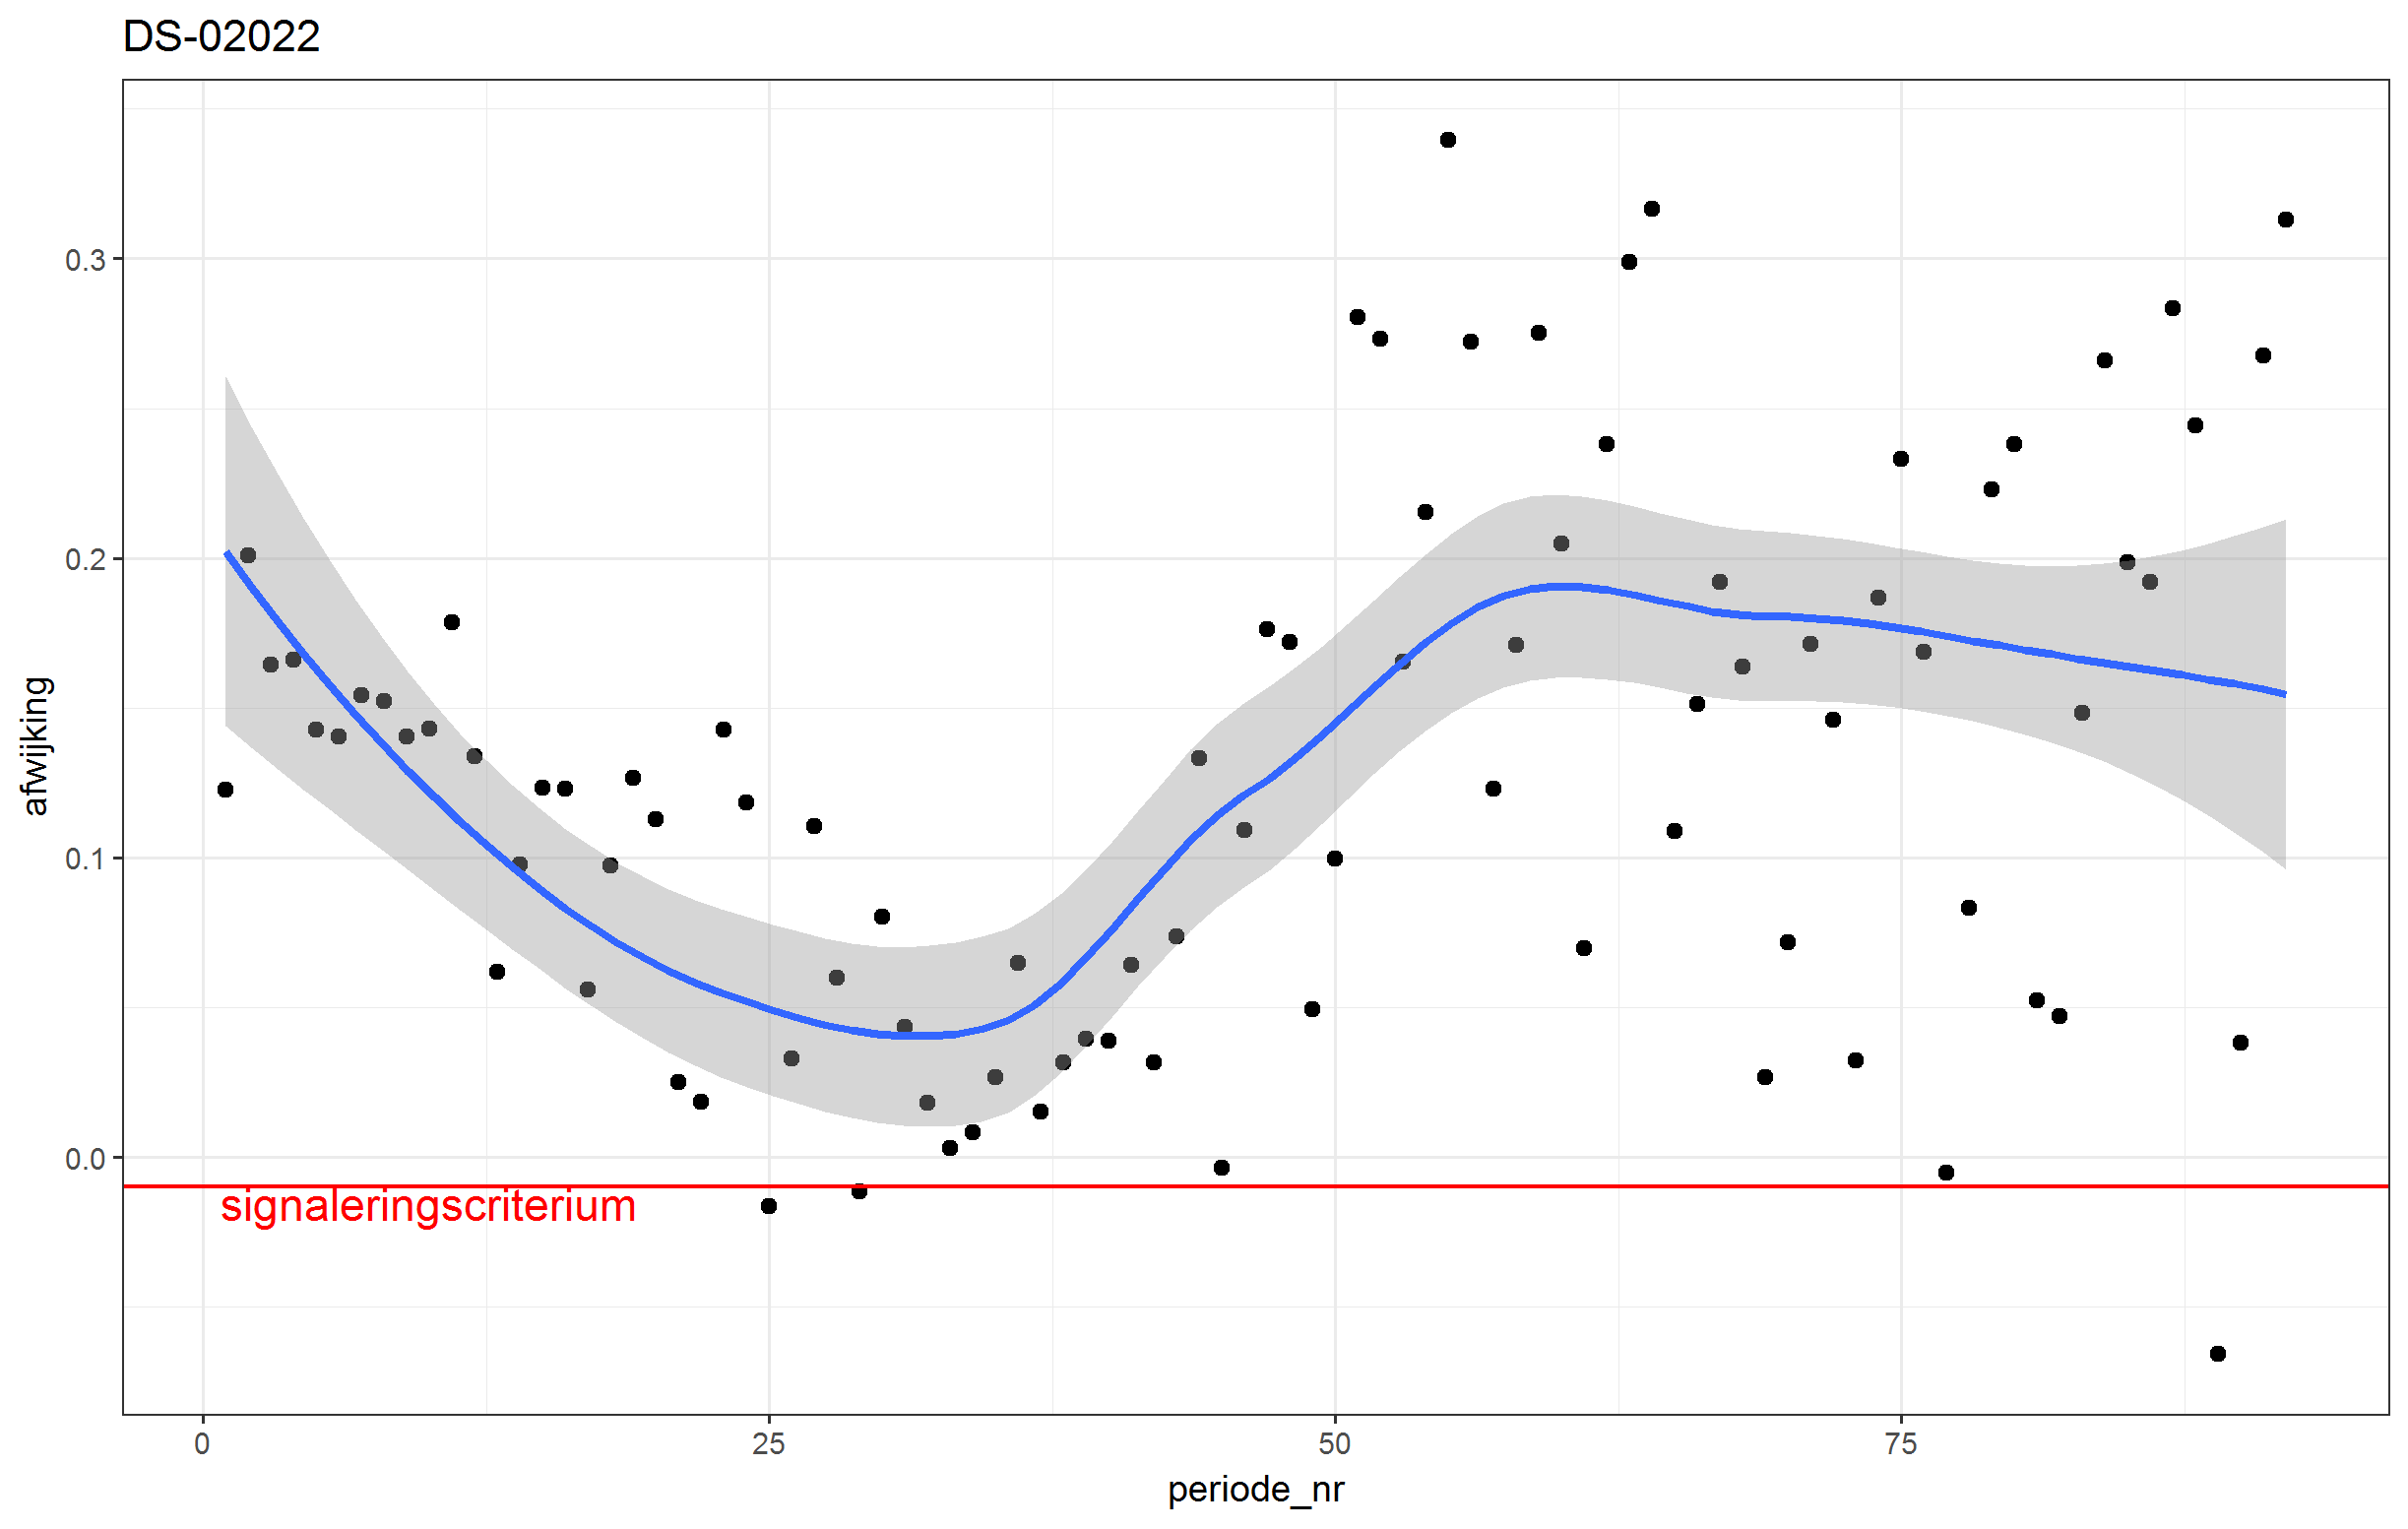 DS-02022
0.3
0.2
0.1
0.0
afwijking
signaleringscriterium
0 25 50 75
periode_nr